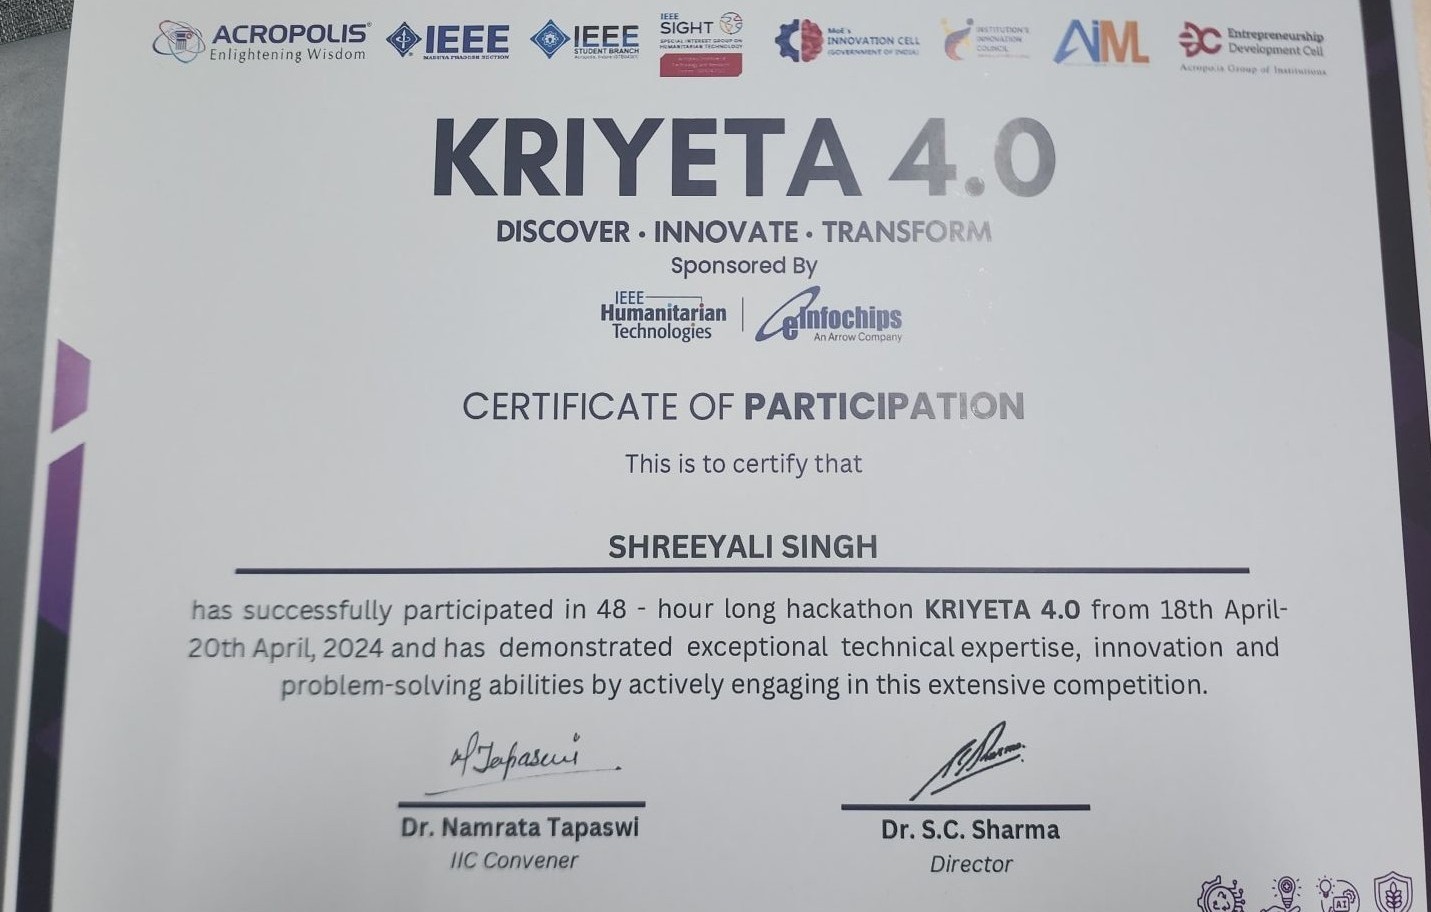 ACROPOLIS
Enlightening Wisdom
IEEE
MADHYA PRADESH SECTION
IEEE
STUDENT BRANCH
IEEE
SIGHT
SPECIAL INTEREST GROUP ON
HUMANITARIAN TECHNOLOGY
MoE's
INNOVATION CELL
(GOVERNMENT OF INDIA)
INSTITUTION'S
INNOVATION
COUNCIL
AiML
Entrepreneurship
Development Cell
Acropolis Group of Institutions
KRIYETA 4.0
DISCOVER · INNOVATE · TRANSFORM
Sponsored By
IEEE
Humanitarian
Technologies
eInfochips
An Arrow Company
CERTIFICATE OF PARTICIPATION
This is to certify that
SHREEYALI SINGH
has successfully participated in 48 - hour long hackathon KRIYETA 4.0 from 18th April-
20th April, 2024 and has demonstrated exceptional technical expertise, innovation and
problem-solving abilities by actively engaging in this extensive competition.
Dr. Namrata Tapaswi
IIC Convener
Dr. S.C. Sharma
Director
AI